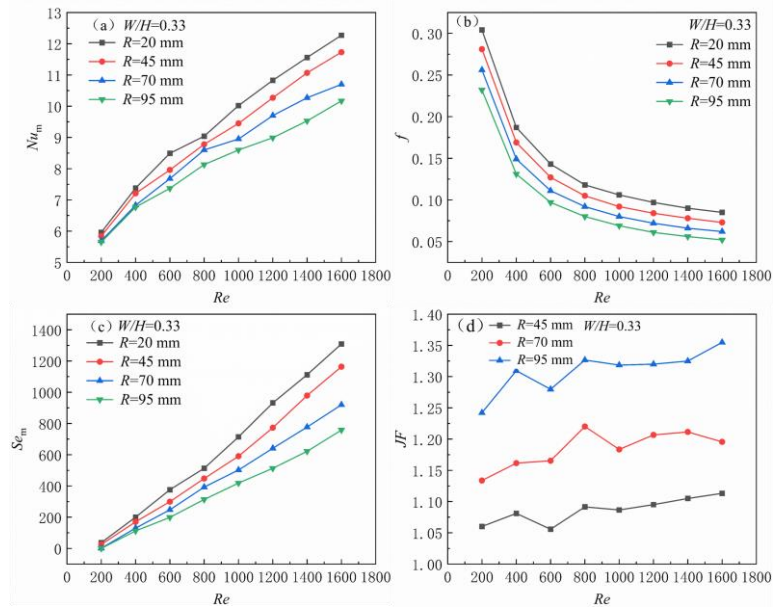 (a)
W/H=0.33
R=20 mm
R=45 mm
R=70 mm
R=95 mm
13
12
11
10
9
8
7
6
5
Nuₘ
0 200 400 600 800 1000 1200 1400 1600 1800
Re
(b)
W/H=0.33
R=20 mm
R=45 mm
R=70 mm
R=95 mm
0.30
0.25
0.20
0.15
0.10
0.05
f
0 200 400 600 800 1000 1200 1400 1600 1800
Re
(c)
W/H=0.33
R=20 mm
R=45 mm
R=70 mm
R=95 mm
1400
1200
1000
800
600
400
200
0
Seₘ
0 200 400 600 800 1000 1200 1400 1600 1800
Re
(d)
R=45 mm W/H=0.33
R=70 mm
R=95 mm
1.40
1.35
1.30
1.25
1.20
1.15
1.10
1.05
1.00
JF
0 200 400 600 800 1000 1200 1400 1600 1800
Re